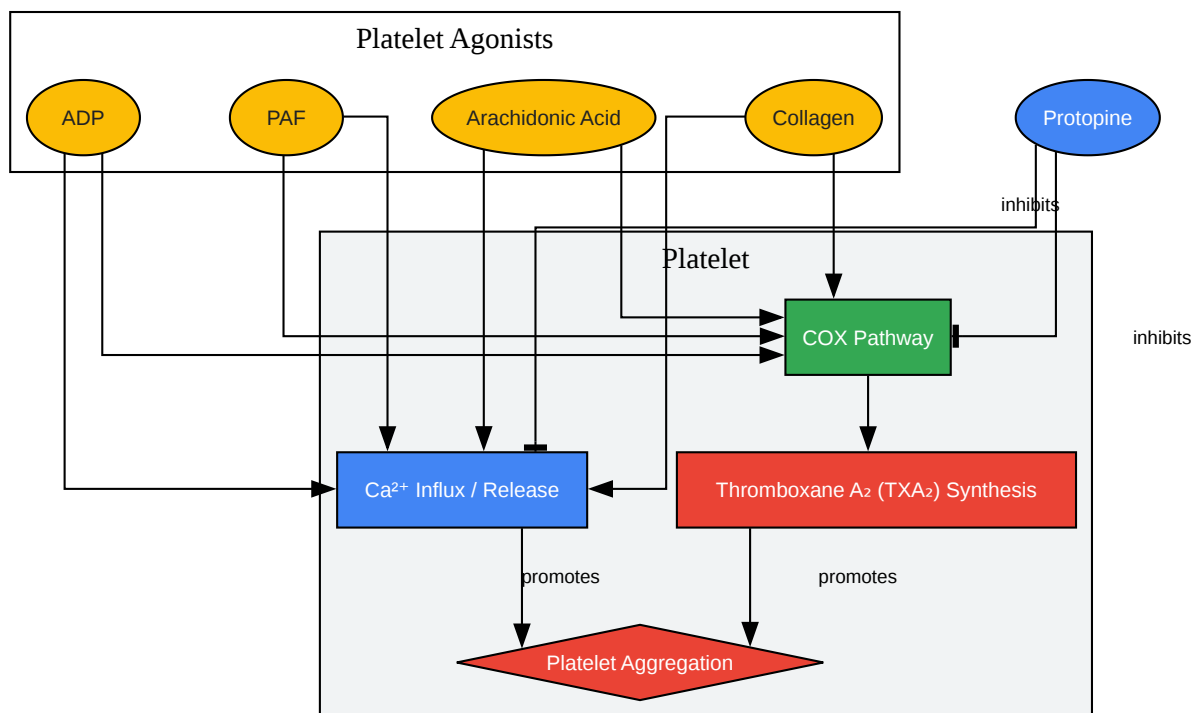 Platelet Agonists
ADP
PAF
Arachidonic Acid
Collagen
Protopine
inhibits
Platelet
COX Pathway
inhibits
Ca²⁺ Influx / Release
Thromboxane A₂ (TXA₂) Synthesis
promotes
promotes
Platelet Aggregation